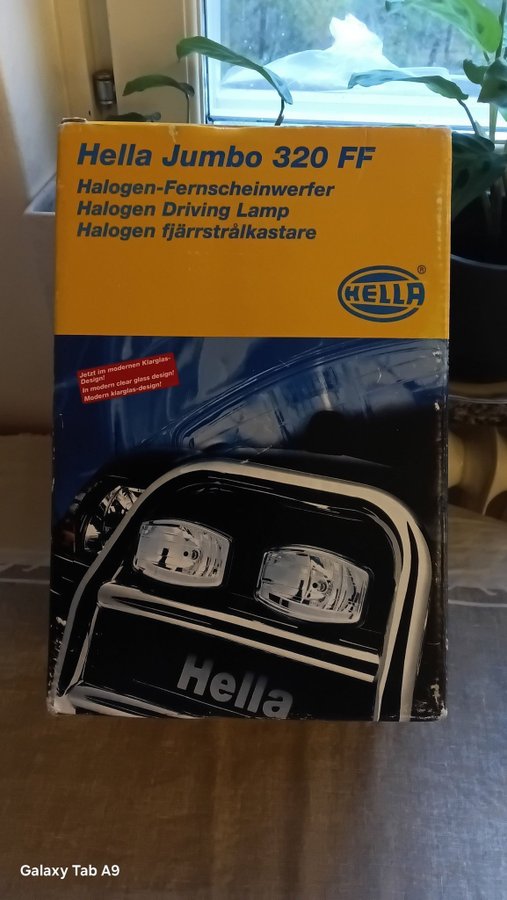 Hella Jumbo 320 FF
Halogen-Fernscheinwerfer
Halogen Driving Lamp
Halogen fjärrstrålkastare
HELLA®
Jetzt im modernen Klarglas-
Design!
In modern clear glass design!
Modern klarglas-design!
Hella
Galaxy Tab A9